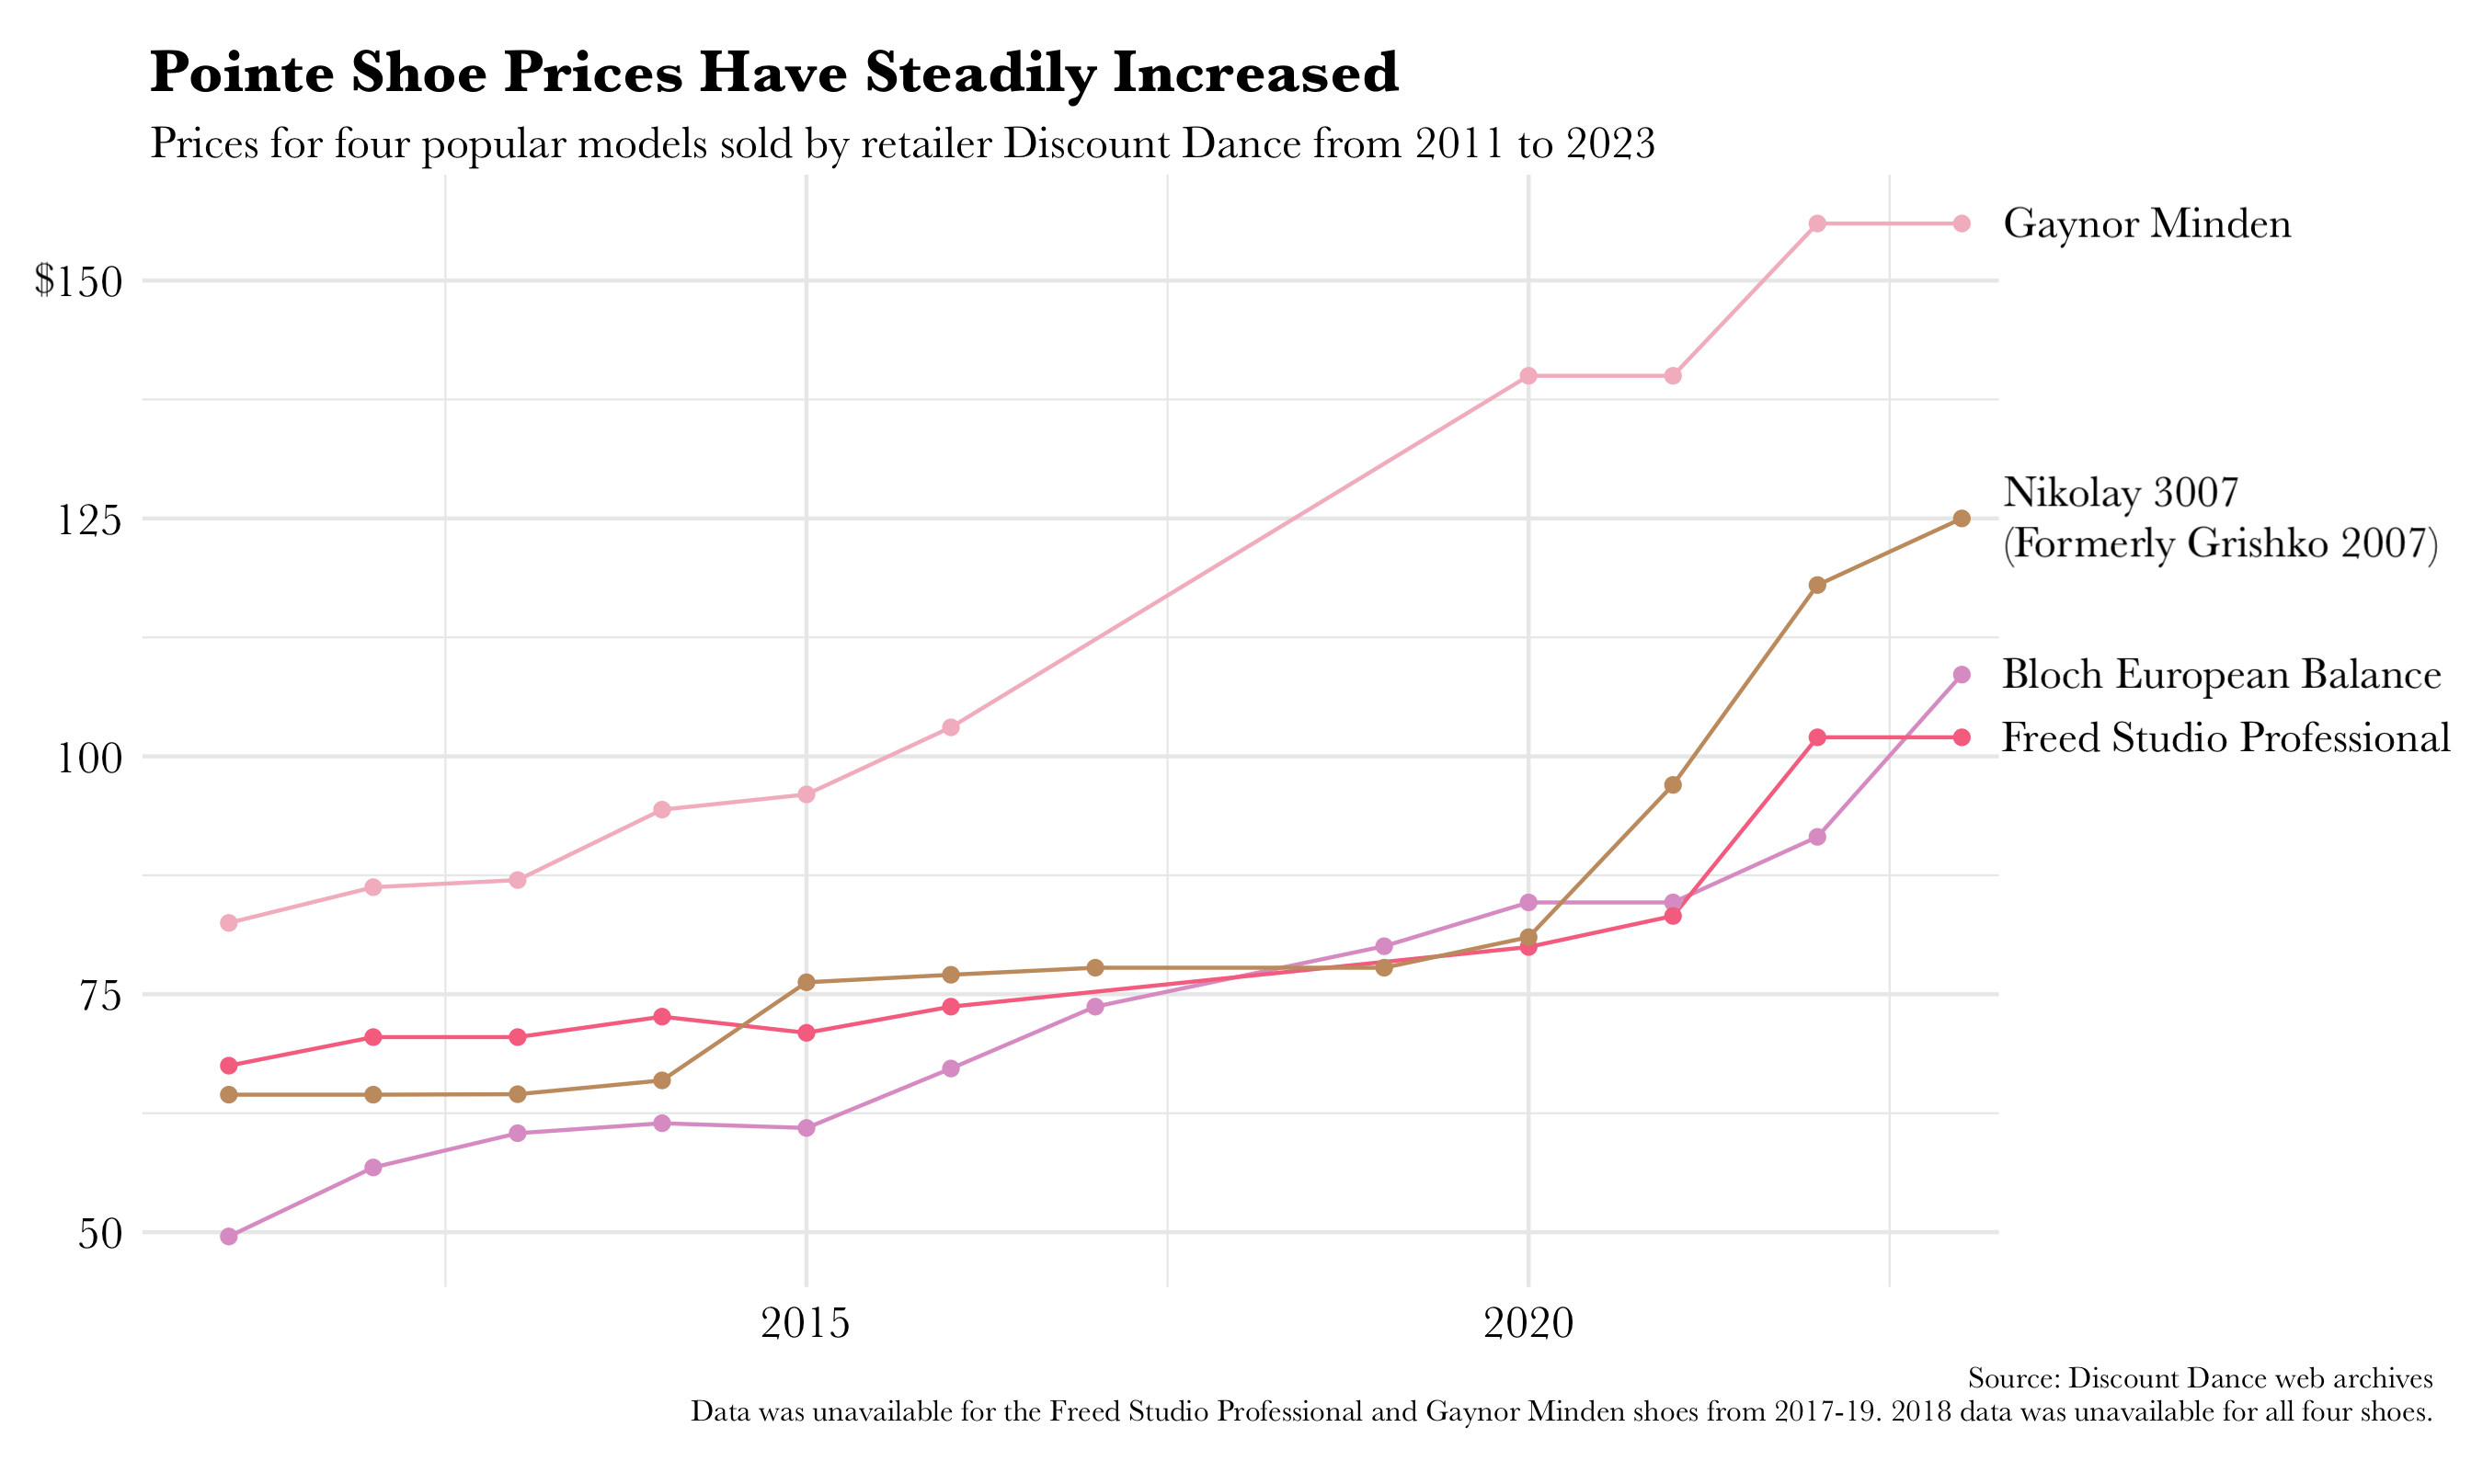 Pointe Shoe Prices Have Steadily Increased
Prices for four popular models sold by retailer Discount Dance from 2011 to 2023
Gaynor Minden
$150
Nikolay 3007
(Formerly Grishko 2007)
125
Bloch European Balance
Freed Studio Professional
100
75
50
2015
2020
Source: Discount Dance web archives
Data was unavailable for the Freed Studio Professional and Gaynor Minden shoes from 2017-19. 2018 data was unavailable for all four shoes.